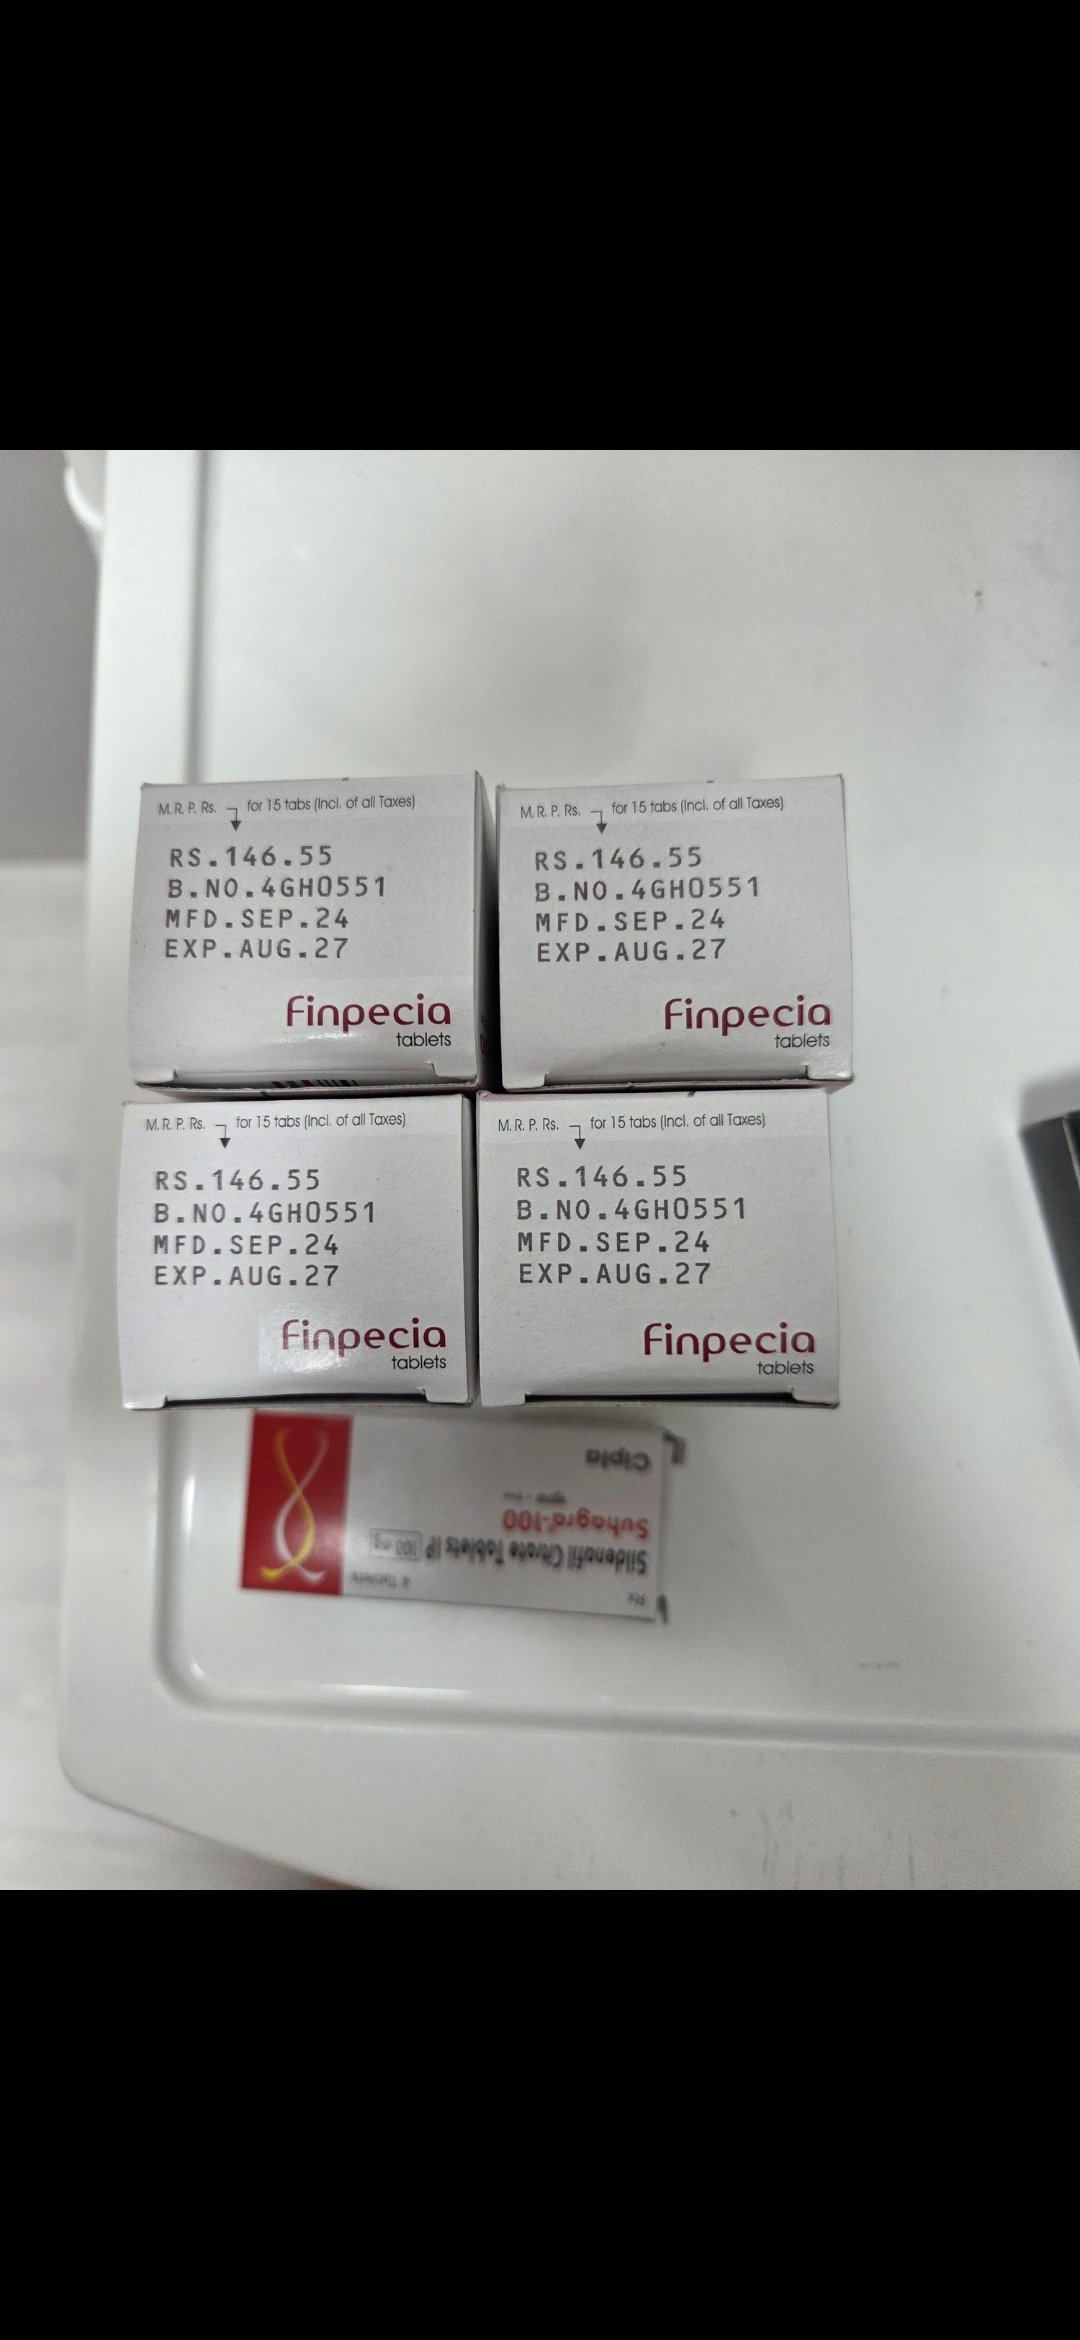 M. R. P. Rs. for 15 tabs (Incl. of all Taxes)
RS.146.55
B.NO.4GH0551
MFD.SEP.24
EXP.AUG.27
Finpecia
tablets
M. R. P. Rs. for 15 tabs (Incl. of all Taxes)
RS.146.55
B.NO.4GH0551
MFD.SEP.24
EXP.AUG.27
Finpecia
tablets
M. R. P. Rs. for 15 tabs (Incl. of all Taxes)
RS.146.55
B.NO.4GH0551
MFD.SEP.24
EXP.AUG.27
Finpecia
tablets
M. R. P. Rs. for 15 tabs (Incl. of all Taxes)
RS.146.55
B.NO.4GH0551
MFD.SEP.24
EXP.AUG.27
Finpecia
tablets
Rx 4 Tablets
Sildenafil Citrate Tablets IP 100 mg
Suhagra-100
Cipla